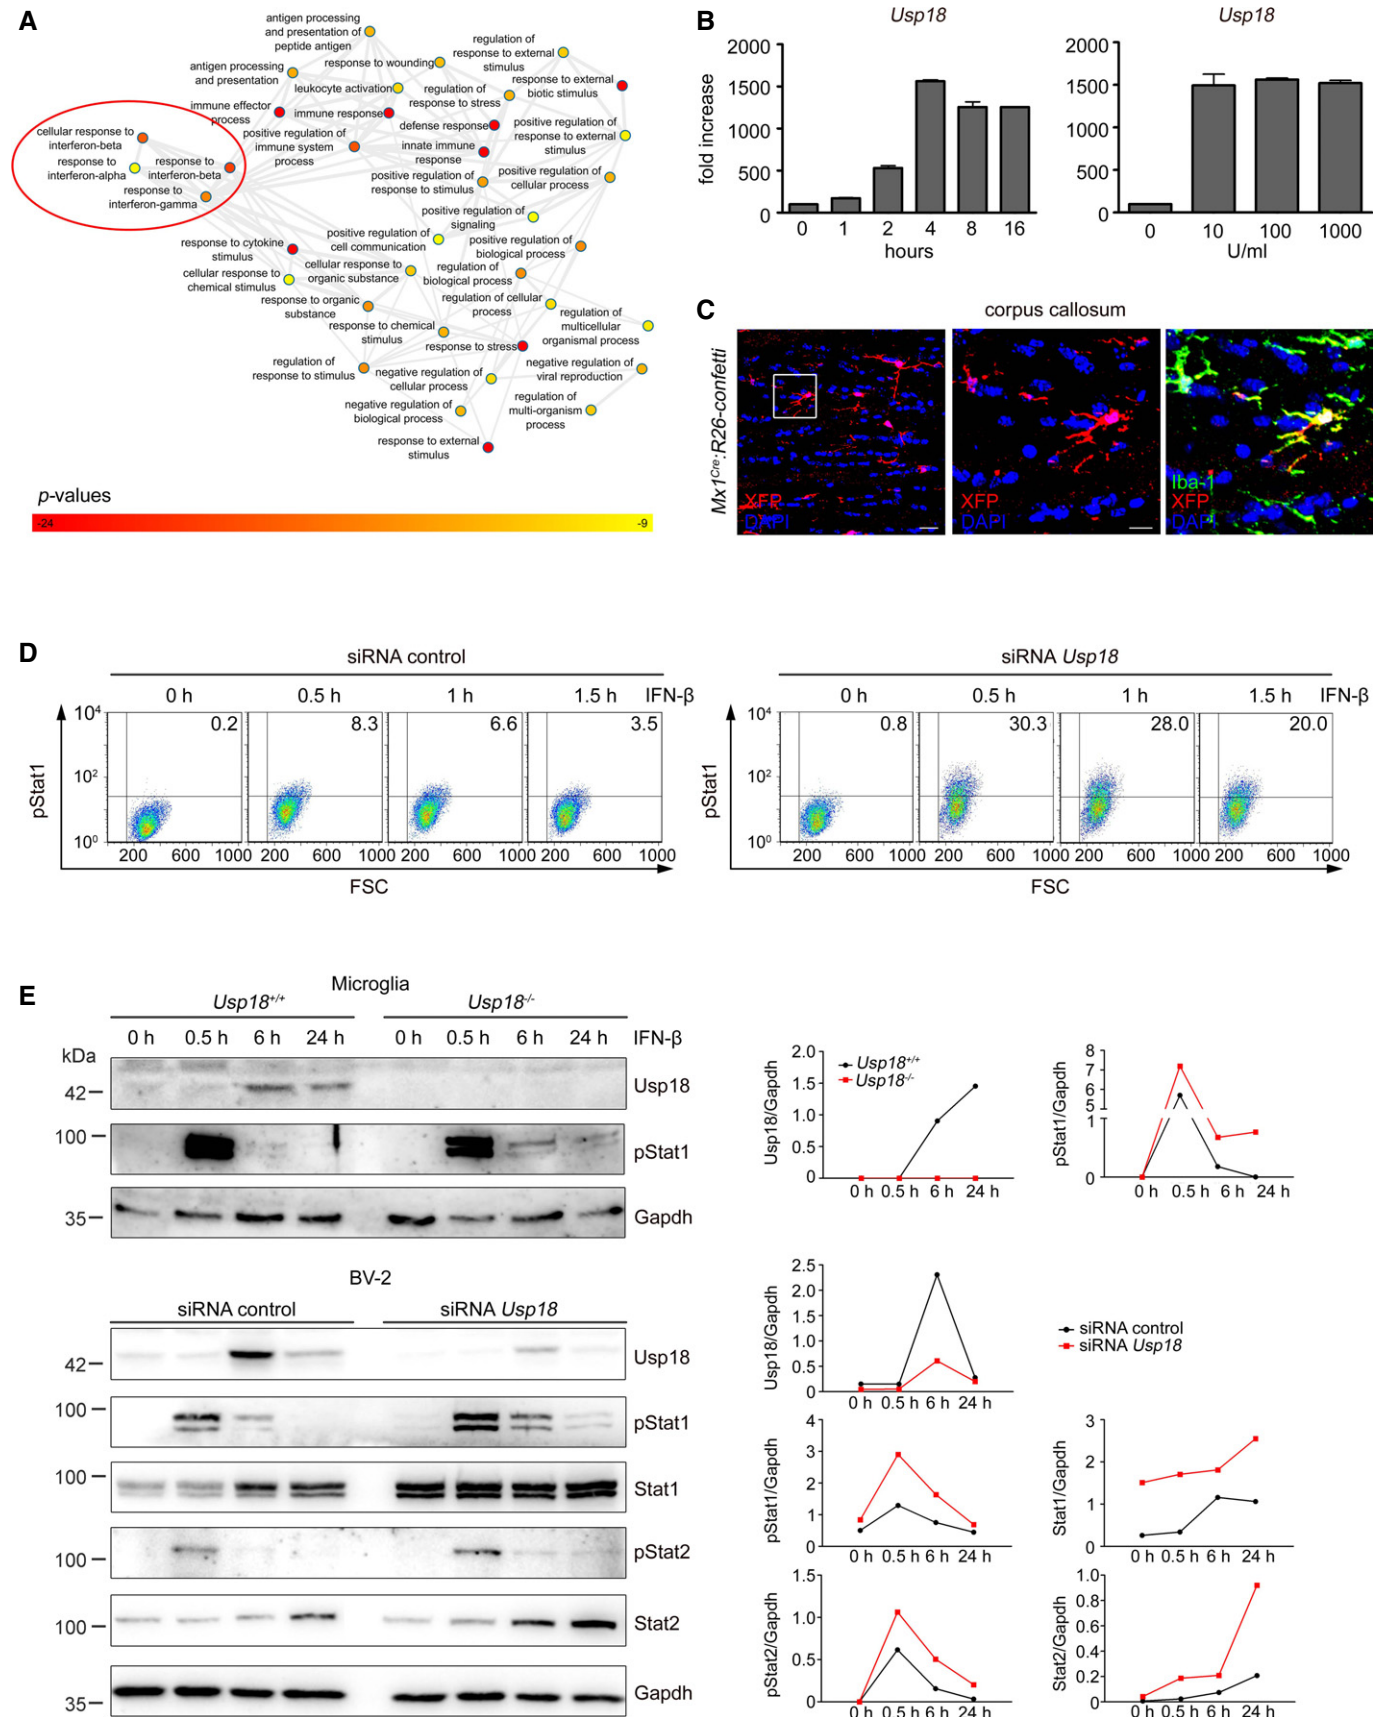 A
antigen processing
and presentation of
peptide antigen
antigen processing
and presentation
response to wounding
regulation of
response to external
stimulus
leukocyte activation
regulation of
response to stress
response to external
biotic stimulus
immune effector
process
immune response
defense response
positive regulation of
response to external
stimulus
cellular response to
interferon-beta
positive regulation of
immune system
process
innate immune
response
response to
interferon-alpha
response to
interferon-beta
response to
interferon-gamma
positive regulation of
response to stimulus
positive regulation of
cellular process
positive regulation of
signaling
positive regulation of
cell communication
positive regulation of
biological process
response to cytokine
stimulus
cellular response to
chemical stimulus
cellular response to
organic substance
regulation of
biological process
response to organic
substance
regulation of cellular
process
regulation of
multicellular
organismal process
response to chemical
stimulus
response to stress
regulation of
response to stimulus
negative regulation of
cellular process
negative regulation of
viral reproduction
negative regulation of
biological process
regulation of
multi-organism
process
response to external
stimulus
p-values
-24 -9
B
Usp18
fold increase
2000
1500
1000
500
0
0 1 2 4 8 16
hours
Usp18
2000
1500
1000
500
0
0 10 100 1000
U/ml
C
corpus callosum
Mx1Cre:R26-confetti
XFP
DAPI
XFP
DAPI
Iba-1
XFP
DAPI
D
siRNA control
0 h 0.5 h 1 h 1.5 h IFN-β
0.2 8.3 6.6 3.5
pStat1
10⁴
10²
10⁰
200 600 1000 200 600 1000 200 600 1000 200 600 1000
FSC
siRNA Usp18
0 h 0.5 h 1 h 1.5 h IFN-β
0.8 30.3 28.0 20.0
pStat1
10⁴
10²
10⁰
200 600 1000 200 600 1000 200 600 1000 200 600 1000
FSC
E
Microglia
Usp18+/+ Usp18-/-
0 h 0.5 h 6 h 24 h 0 h 0.5 h 6 h 24 h IFN-β
kDa
42 Usp18
100 pStat1
35 Gapdh
BV-2
siRNA control siRNA Usp18
42 Usp18
100 pStat1
100 Stat1
100 pStat2
100 Stat2
35 Gapdh
Usp18/Gapdh
2.0
1.5
1.0
0.5
0
Usp18+/+
Usp18-/-
0 h 0.5 h 6 h 24 h
pStat1/Gapdh
8
7
6
5
1
0
0 h 0.5 h 6 h 24 h
Usp18/Gapdh
2.5
2.0
1.5
1.0
0.5
0
0 h 0.5 h 6 h 24 h
siRNA control
siRNA Usp18
pStat1/Gapdh
4
3
2
1
0
0 h 0.5 h 6 h 24 h
Stat1/Gapdh
3
2
1
0
0 h 0.5 h 6 h 24 h
pStat2/Gapdh
1.5
1.0
0.5
0
0 h 0.5 h 6 h 24 h
Stat2/Gapdh
1.0
0.8
0.6
0.4
0.2
0
0 h 0.5 h 6 h 24 h